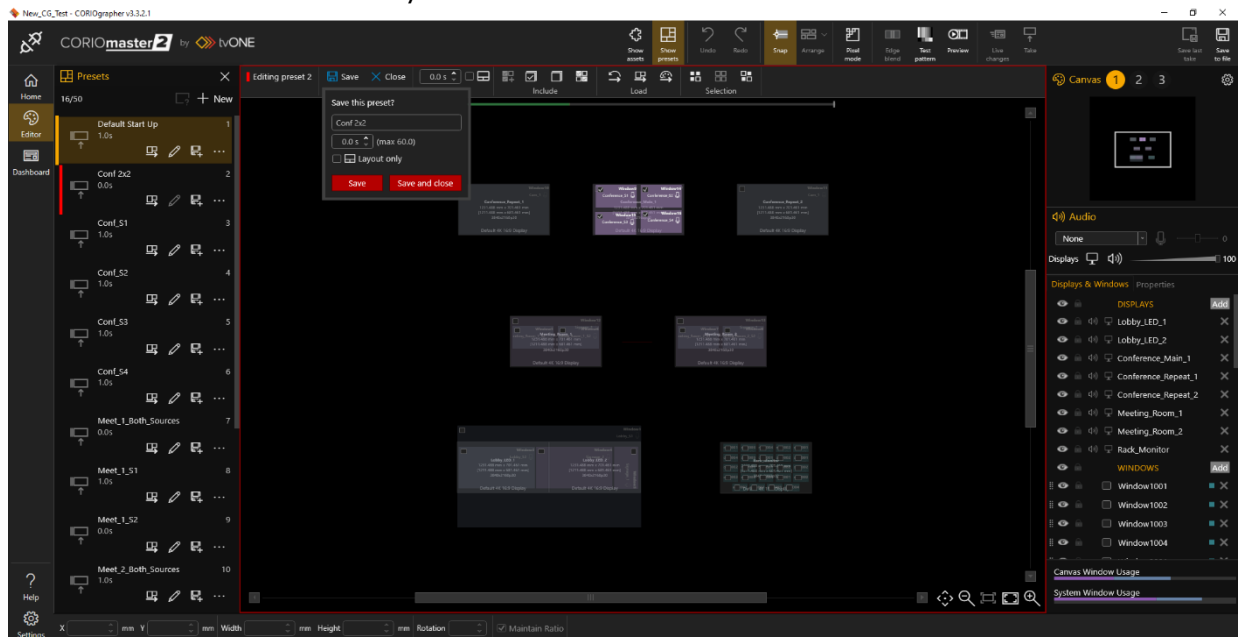 New_CG_Test - CORIOgrapher v3.3.2.1
CORIOmaster2 by tvONE
Show assets
Show presets
Undo
Redo
Snap
Arrange
Pixel mode
Edge blend
Test pattern
Preview
Live changes
Take
Save last take
Save to file
Home
Editor
Dashboard
Help
Settings
Presets
16/50
New
Default Start Up 1
1.0s
Conf 2x2 2
0.0s
Conf_S1 3
1.0s
Conf_S2 4
1.0s
Conf_S3 5
1.0s
Conf_S4 6
1.0s
Meet_1_Both_Sources 7
0.0s
Meet_1_S1 8
1.0s
Meet_1_S2 9
0.0s
Meet_2_Both_Sources 10
1.0s
Editing preset 2
Save
Close
0.0 s
Include
Load
Selection
Save this preset?
Conf 2x2
0.0 s (max 60.0)
Layout only
Save
Save and close
Canvas 1 2 3
Audio
None
0
Displays
100
Displays & Windows Properties
DISPLAYS Add
Lobby_LED_1
Lobby_LED_2
Conference_Main_1
Conference_Repeat_1
Conference_Repeat_2
Meeting_Room_1
Meeting_Room_2
Rack_Monitor
WINDOWS Add
Window1001
Window1002
Window1003
Window1004
Canvas Window Usage
System Window Usage
X mm Y mm Width mm Height mm Rotation Maintain Ratio